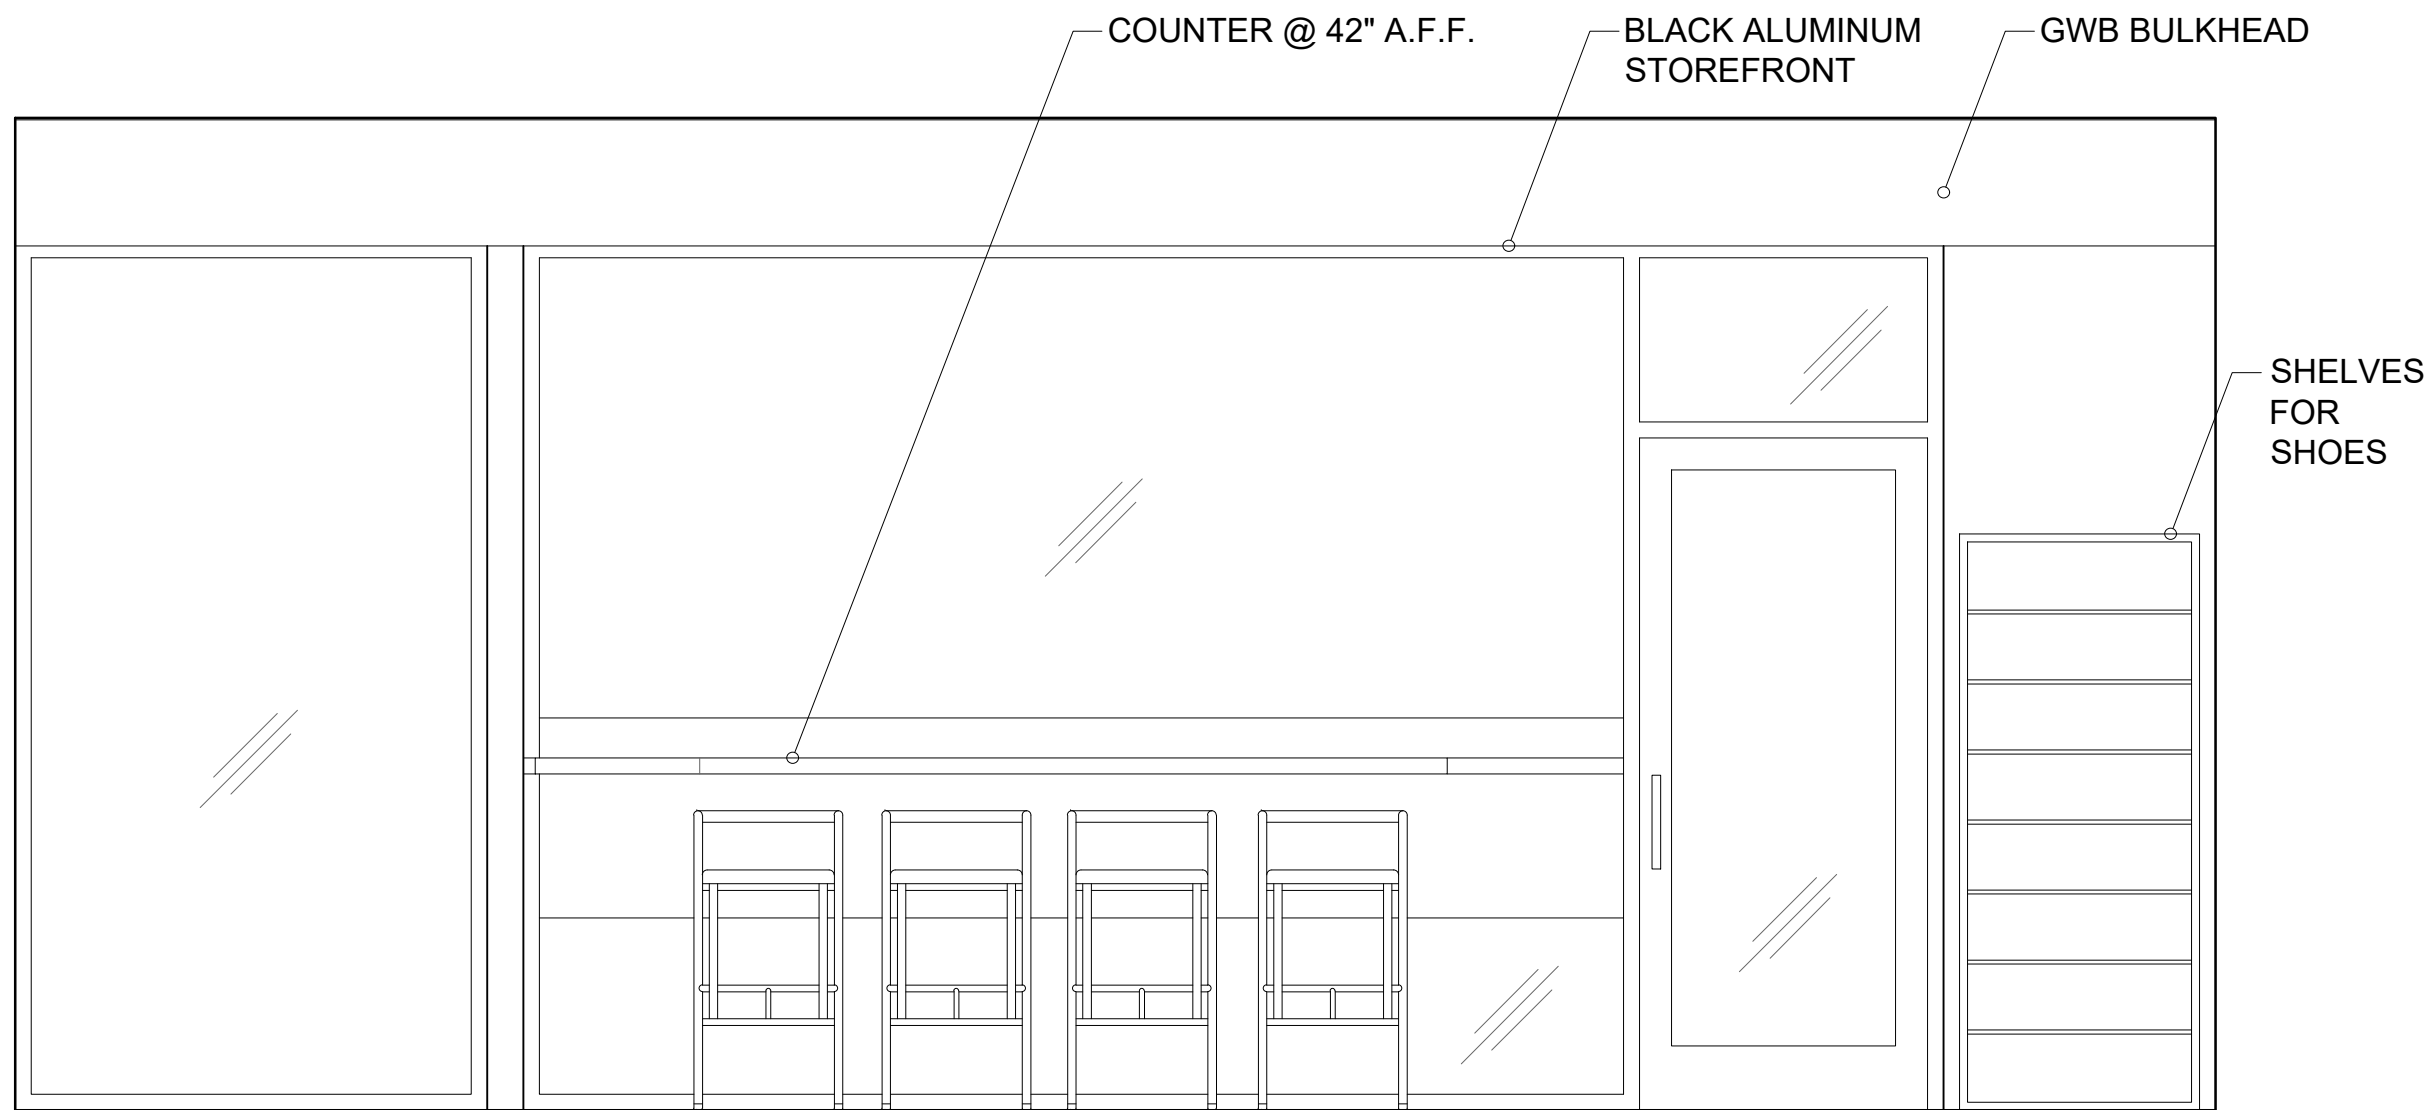 COUNTER @ 42" A.F.F.
BLACK ALUMINUM
STOREFRONT
GWB BULKHEAD
SHELVES
FOR
SHOES